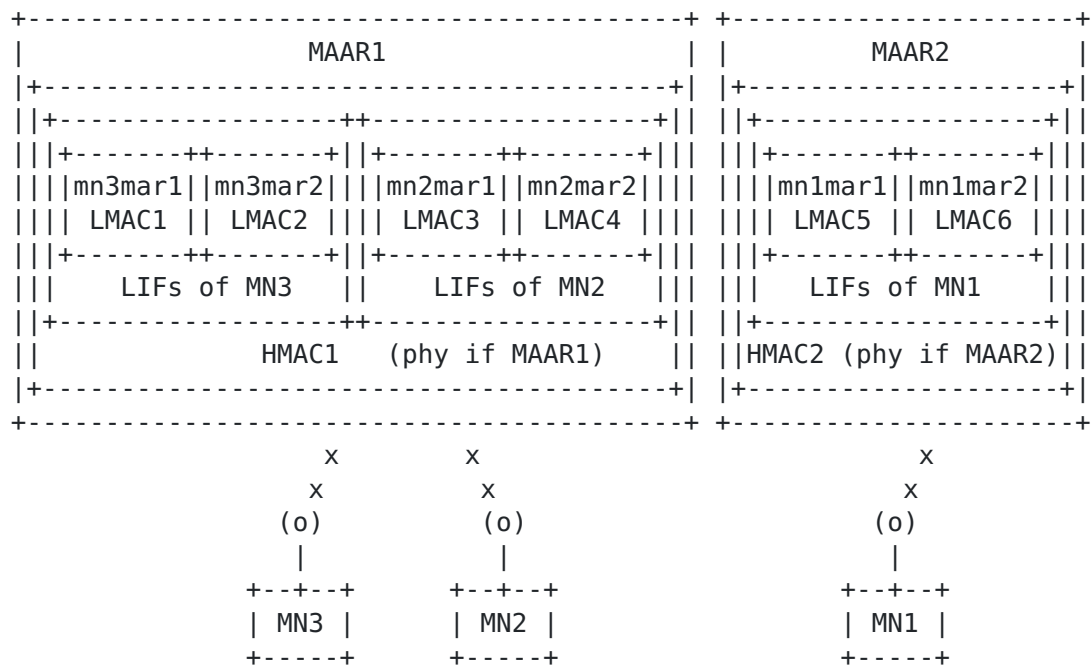 +------------------------------------------+ +----------------------+
|                  MAAR1                   | |         MAAR2        |
|+----------------------------------------+| |+--------------------+|
||+------------------++------------------+|| ||+------------------+||
|||+-------++-------+||+-------++-------+||| |||+-------++-------+|||
||||mn3mar1||mn3mar2||||mn2mar1||mn2mar2|||| ||||mn1mar1||mn1mar2||||
|||| LMAC1 || LMAC2 |||| LMAC3 || LMAC4 |||| |||| LMAC5 || LMAC6 ||||
|||+-------++-------+||+-------++-------+||| |||+-------++-------+|||
|||    LIFs of MN3   ||    LIFs of MN2   ||| |||   LIFs of MN1    |||
||+------------------++------------------+|| ||+------------------+||
||              HMAC1   (phy if MAAR1)    || ||HMAC2 (phy if MAAR2)||
|+----------------------------------------+| |+--------------------+|
+------------------------------------------+ +----------------------+
                    x        x                            x
                   x          x                          x
                 (o)          (o)                      (o)
                  |            |                        |
               +--+--+      +--+--+                  +--+--+
               | MN3 |      | MN2 |                  | MN1 |
               +-----+      +-----+                  +-----+